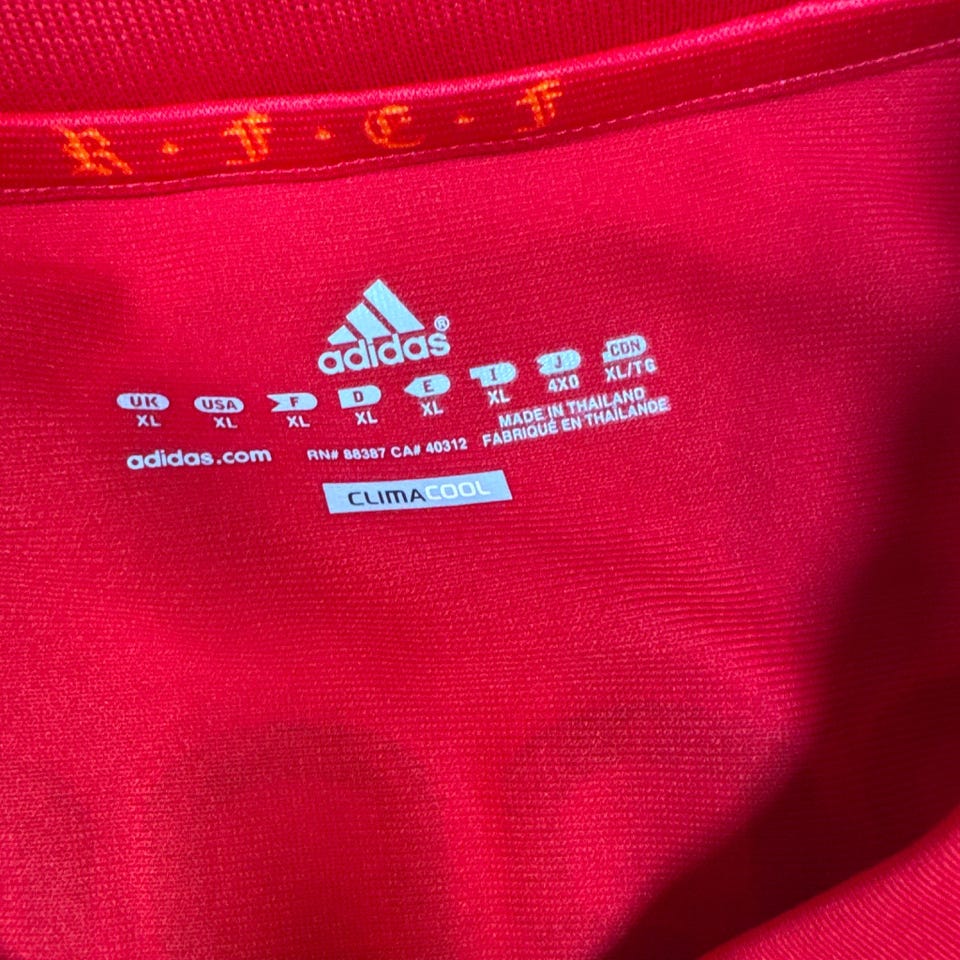 R · F · C · F
adidas®
UK USA F D E I J CDN
XL XL XL XL XL XL 4XO XL/TG
adidas.com RN# 88387 CA# 40312 MADE IN THAILAND
FABRIQUÉ EN THAÏLANDE
CLIMACOOL